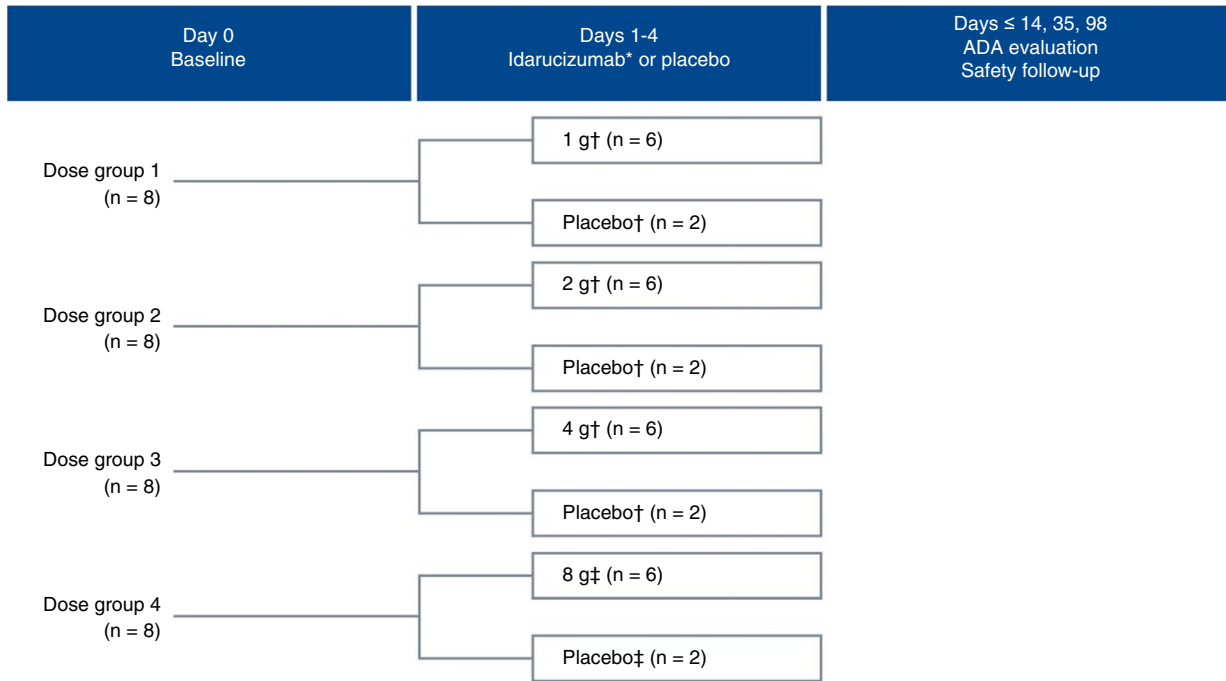 Day 0
Baseline
Days 1-4
Idarucizumab* or placebo
Days ≤ 14, 35, 98
ADA evaluation
Safety follow-up
Dose group 1
(n = 8)
1 g† (n = 6)
Placebo† (n = 2)
Dose group 2
(n = 8)
2 g† (n = 6)
Placebo† (n = 2)
Dose group 3
(n = 8)
4 g† (n = 6)
Placebo† (n = 2)
Dose group 4
(n = 8)
8 g‡ (n = 6)
Placebo‡ (n = 2)